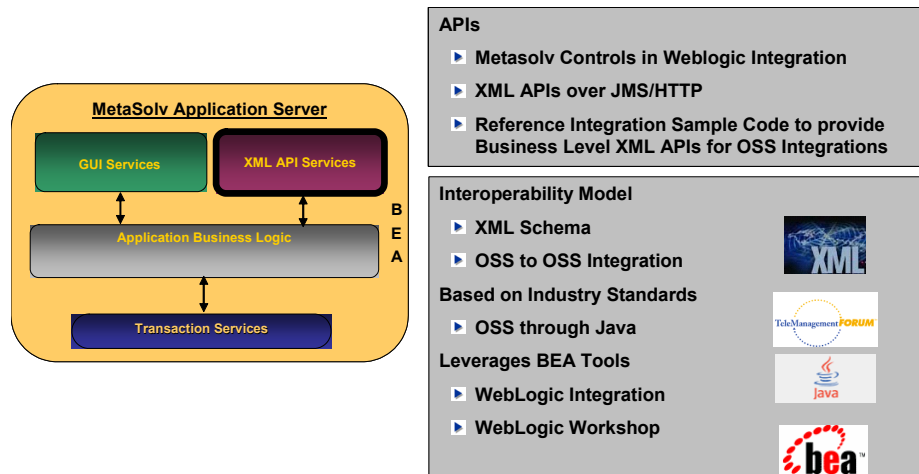 MetaSolv Application Server
GUI Services
XML API Services
B
E
A
Application Business Logic
Transaction Services
APIs
Metasolv Controls in Weblogic Integration
XML APIs over JMS/HTTP
Reference Integration Sample Code to provide
Business Level XML APIs for OSS Integrations
Interoperability Model
XML Schema
OSS to OSS Integration
Based on Industry Standards
OSS through Java
Leverages BEA Tools
WebLogic Integration
WebLogic Workshop
XML
TeleManagement FORUM™
Java
bea™